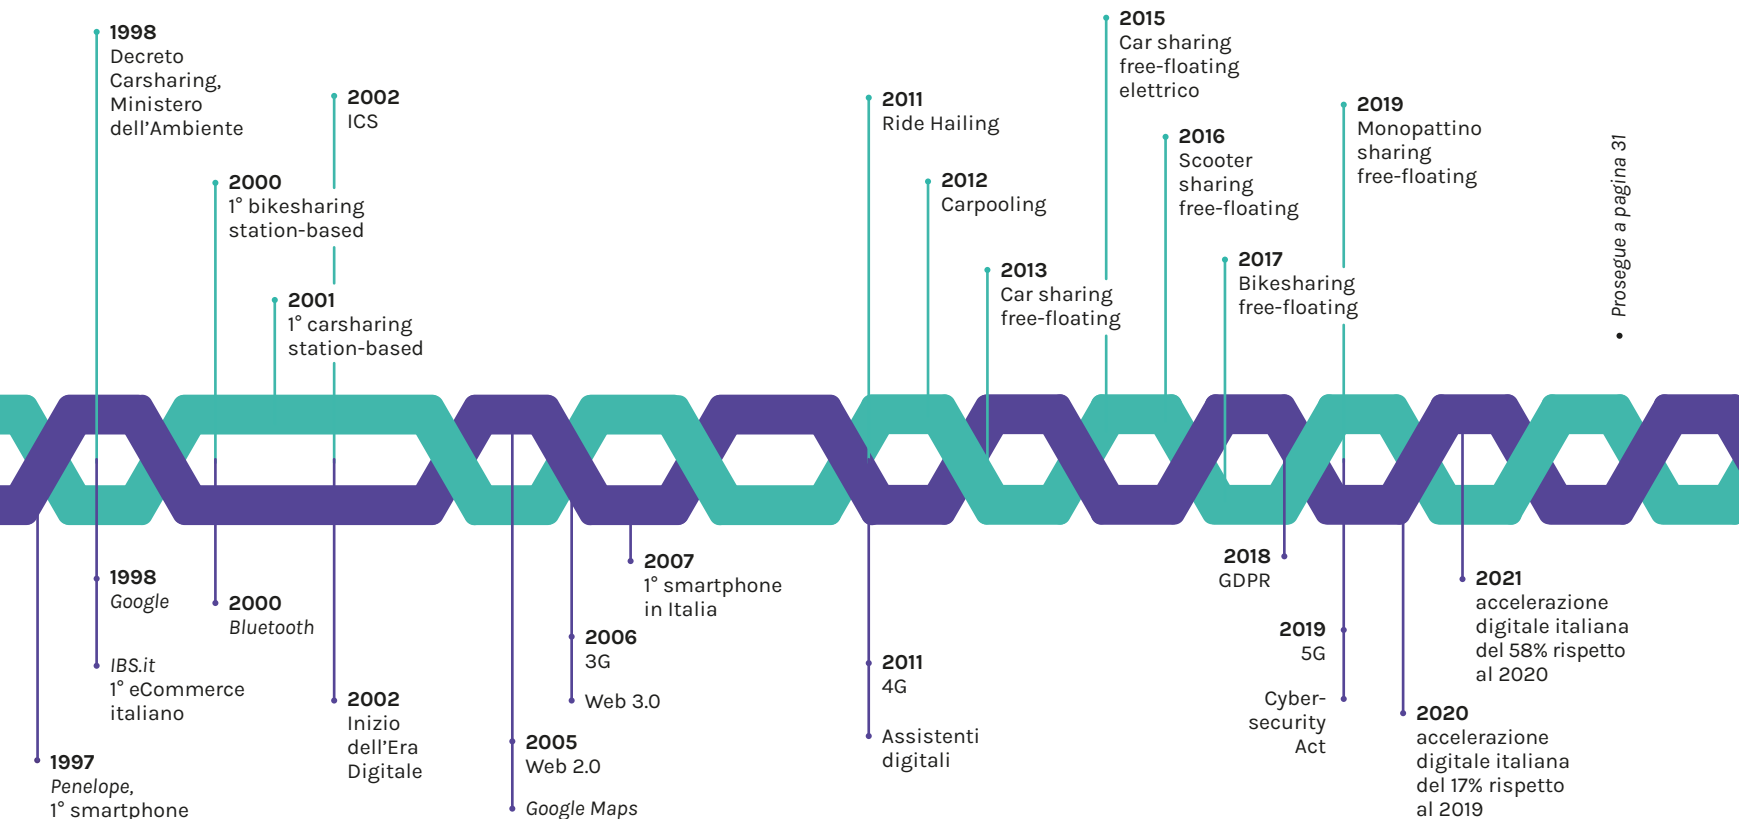 1998
Decreto
Carsharing,
Ministero
dell'Ambiente
2000
1° bikesharing
station-based
2001
1° carsharing
station-based
2002
ICS
2011
Ride Hailing
2012
Carpooling
2013
Car sharing
free-floating
2015
Car sharing
free-floating
elettrico
2016
Scooter
sharing
free-floating
2017
Bikesharing
free-floating
2019
Monopattino
sharing
free-floating
• Prosegue a pagina 31
1997
Penelope,
1° smartphone
1998
Google
IBS.it
1° eCommerce
italiano
2000
Bluetooth
2002
Inizio
dell'Era
Digitale
2005
Web 2.0
Google Maps
2006
3G
Web 3.0
2007
1° smartphone
in Italia
2011
4G
Assistenti
digitali
2018
GDPR
2019
5G
Cyber-
security
Act
2020
accelerazione
digitale italiana
del 17% rispetto
al 2019
2021
accelerazione
digitale italiana
del 58% rispetto
al 2020